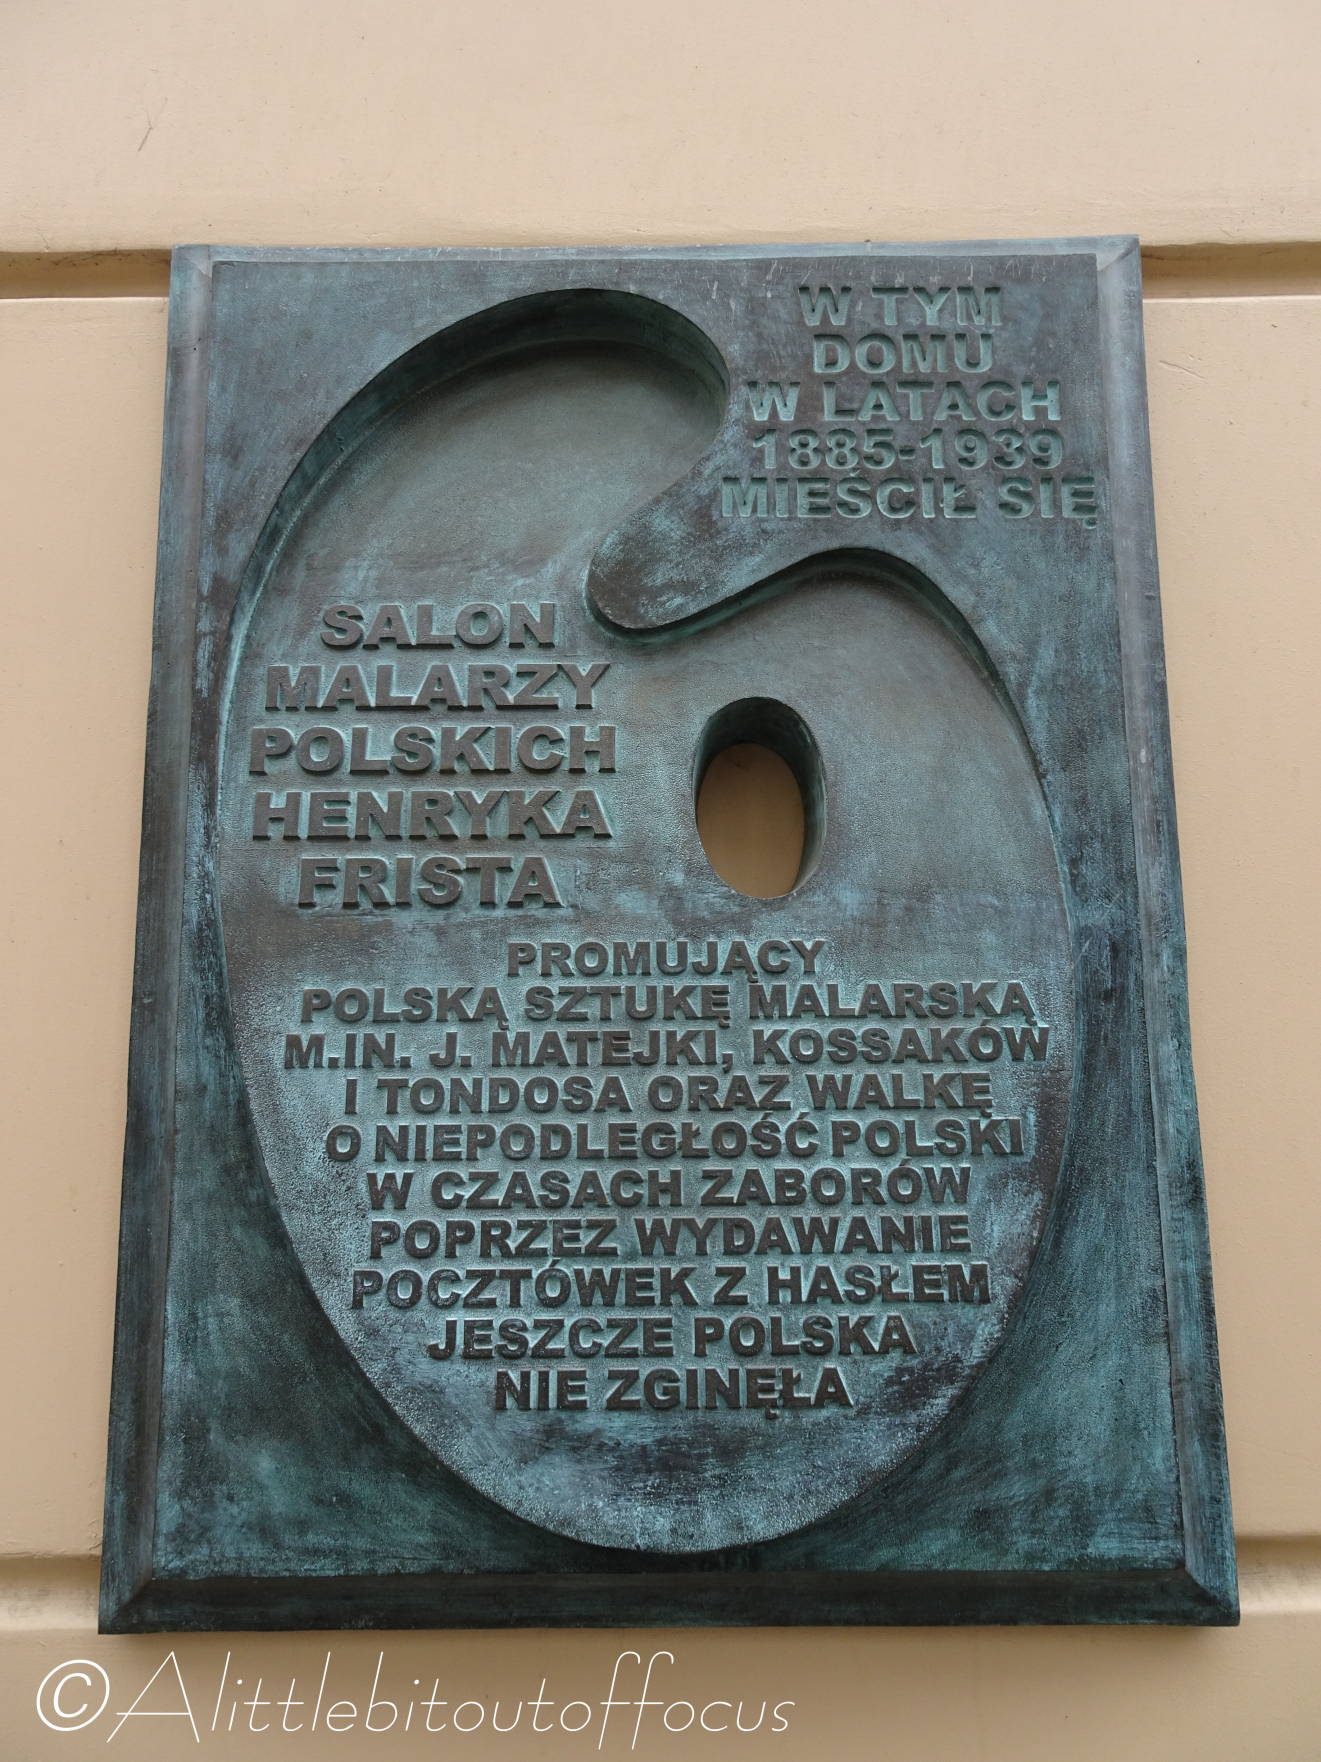 W TYM
DOMU
W LATACH
1885-1939
MIEŚCIŁ SIĘ
SALON
MALARZY
POLSKICH
HENRYKA
FRISTA
PROMUJĄCY
POLSKĄ SZTUKĘ MALARSKĄ
M.IN. J. MATEJKI, KOSSAKÓW
I TONDOSA ORAZ WALKĘ
O NIEPODLEGŁOŚĆ POLSKI
W CZASACH ZABORÓW
POPRZEZ WYDAWANIE
POCZTÓWEK Z HASŁEM
JESZCZE POLSKA
NIE ZGINĘŁA
©Alittlebitoutoffocus